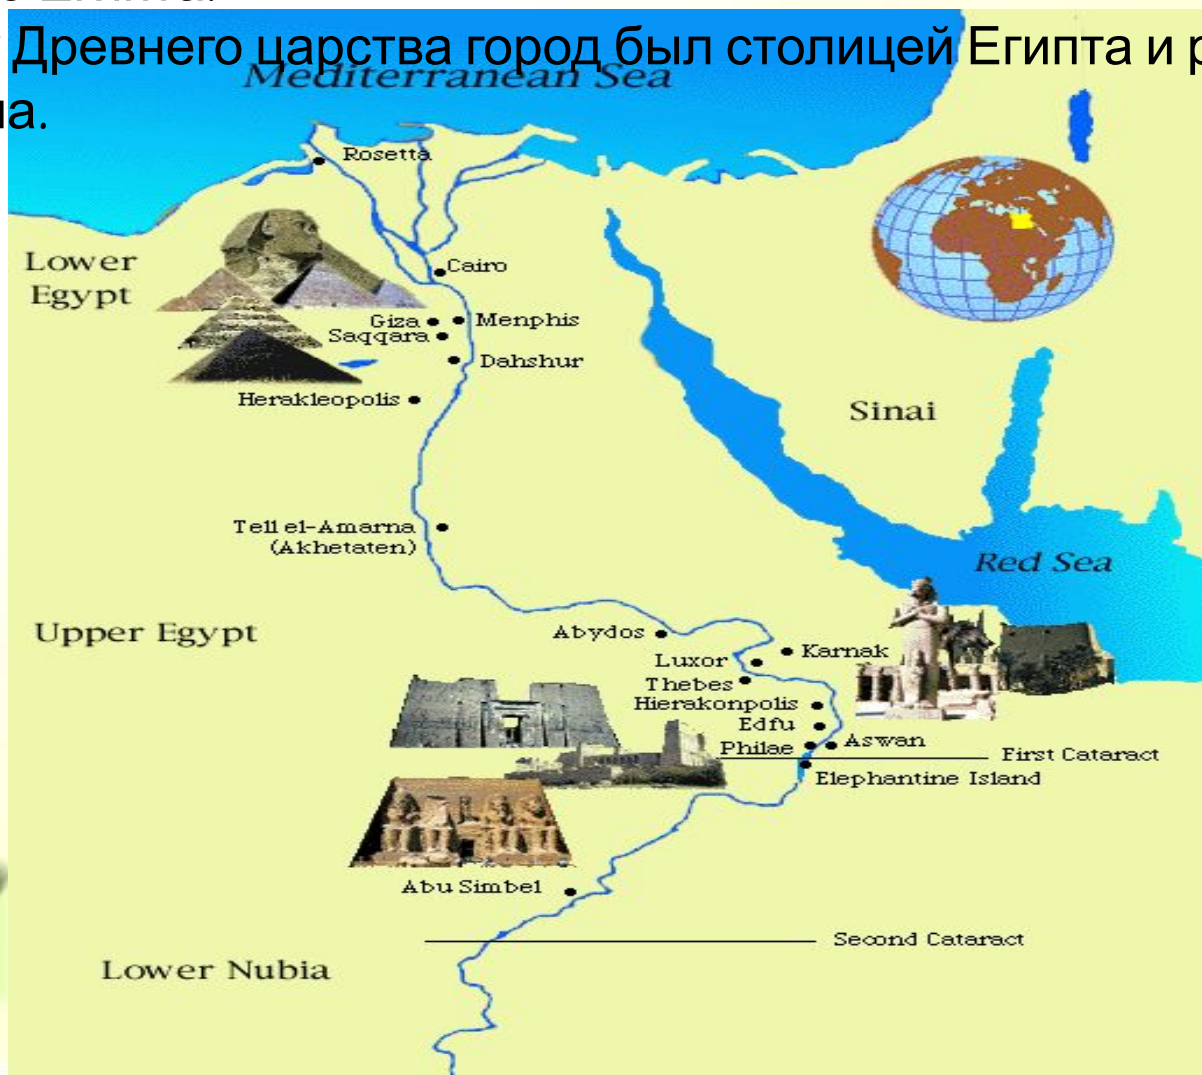 Древнего царства город был столицей Египта и
Mediterranean Sea
Rosetta
Lower
Egypt
Cairo
Giza
Menphis
Saqqara
Dahshur
Herakleopolis
Sinai
Tell el-Amarna
(Akhetaten)
Red Sea
Upper Egypt
Abydos
Karnak
Luxor
Thebes
Hierakonpolis
Edfu
Philae
Aswan
First Cataract
Elephantine Island
Abu Simbel
Second Cataract
Lower Nubia